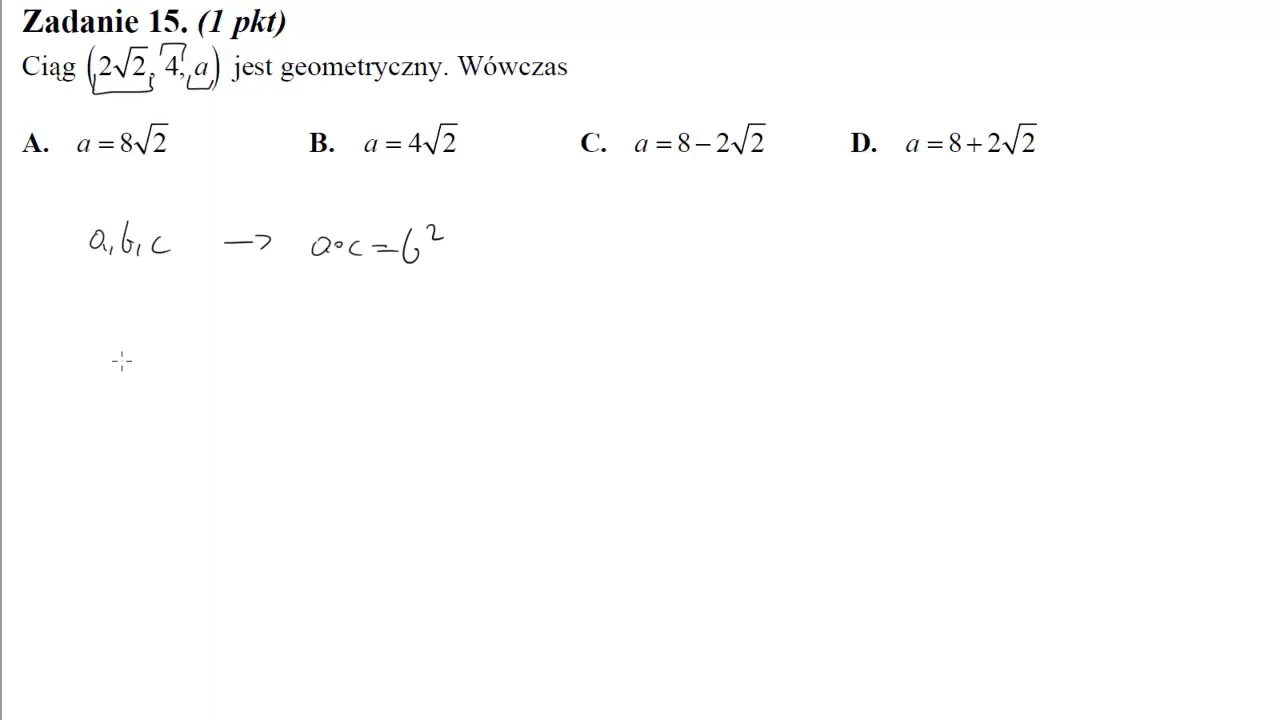 Zadanie 15. (1 pkt)
Ciąg (2√2, 4, a) jest geometryczny. Wówczas
A. a = 8√2 B. a = 4√2 C. a = 8 − 2√2 D. a = 8 + 2√2
a, b, c → a·c = b²